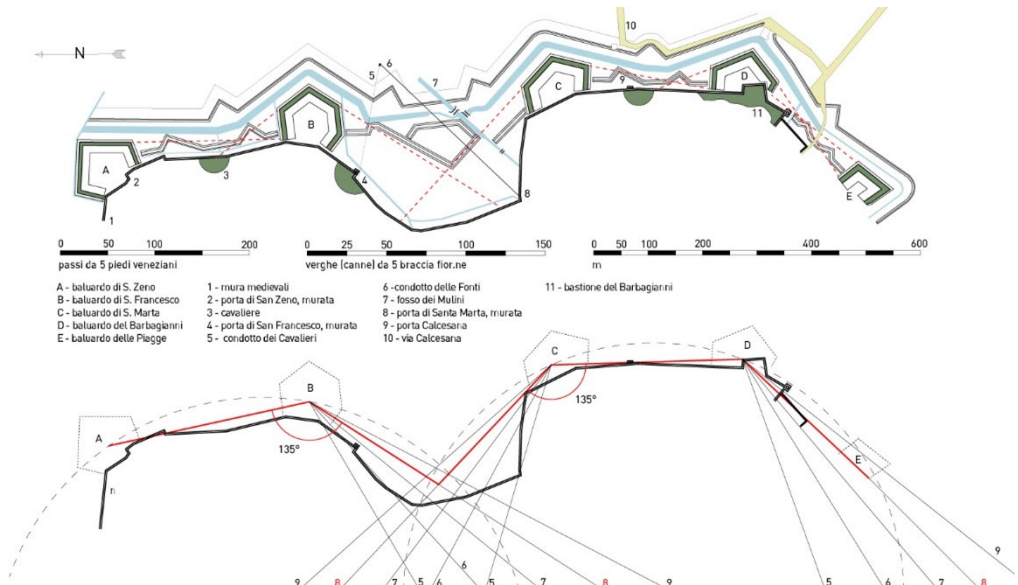 10
N
5
6
7
C
9
D
B
11
A
2
3
4
8
E
1
0 50 100 200
passi da 5 piedi veneziani
0 25 50 100 150
verghe (canne) da 5 braccia fior.ne
0 50 100 200 400 600
m
A - baluardo di S. Zeno
B - baluardo di S. Francesco
C - baluardo di S. Marta
D - baluardo del Barbagianni
E - baluardo delle Piagge
1 - mura medievali
2 - porta di San Zeno, murata
3 - cavaliere
4 - porta di San Francesco, murata
5 - condotto dei Cavalieri
6 - condotto delle Fonti
7 - fosso dei Mulini
8 - porta di Santa Marta, murata
9 - porta Calcesana
10 - via Calcesana
11 - bastione del Barbagianni
C
D
B
135°
A
135°
E
n
9
6
9 8 7 5 6 5 7 8 9 5 6 7 8